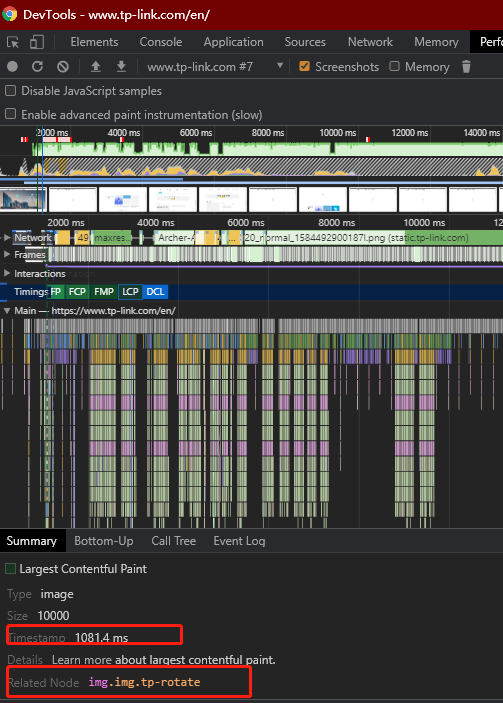 DevTools - www.tp-link.com/en/
Elements Console Application Sources Network Memory Perfo
www.tp-link.com #7 Screenshots Memory
Disable JavaScript samples
Enable advanced paint instrumentation (slow)
2000 ms 4000 ms 6000 ms 8000 ms 10000 ms 12000 ms 14000 ms
2000 ms 4000 ms 6000 ms 8000 ms 10000 ms
Network 49 maxres... Archer-A ... 20_normal_1584492900187l.png (static.tp-link.com)
Frames
Interactions
Timings FP FCP FMP LCP DCL
Main — https://www.tp-link.com/en/
Summary Bottom-Up Call Tree Event Log
Largest Contentful Paint
Type image
Size 10000
Timestamp 1081.4 ms
Details Learn more about largest contentful paint.
Related Node img.img.tp-rotate